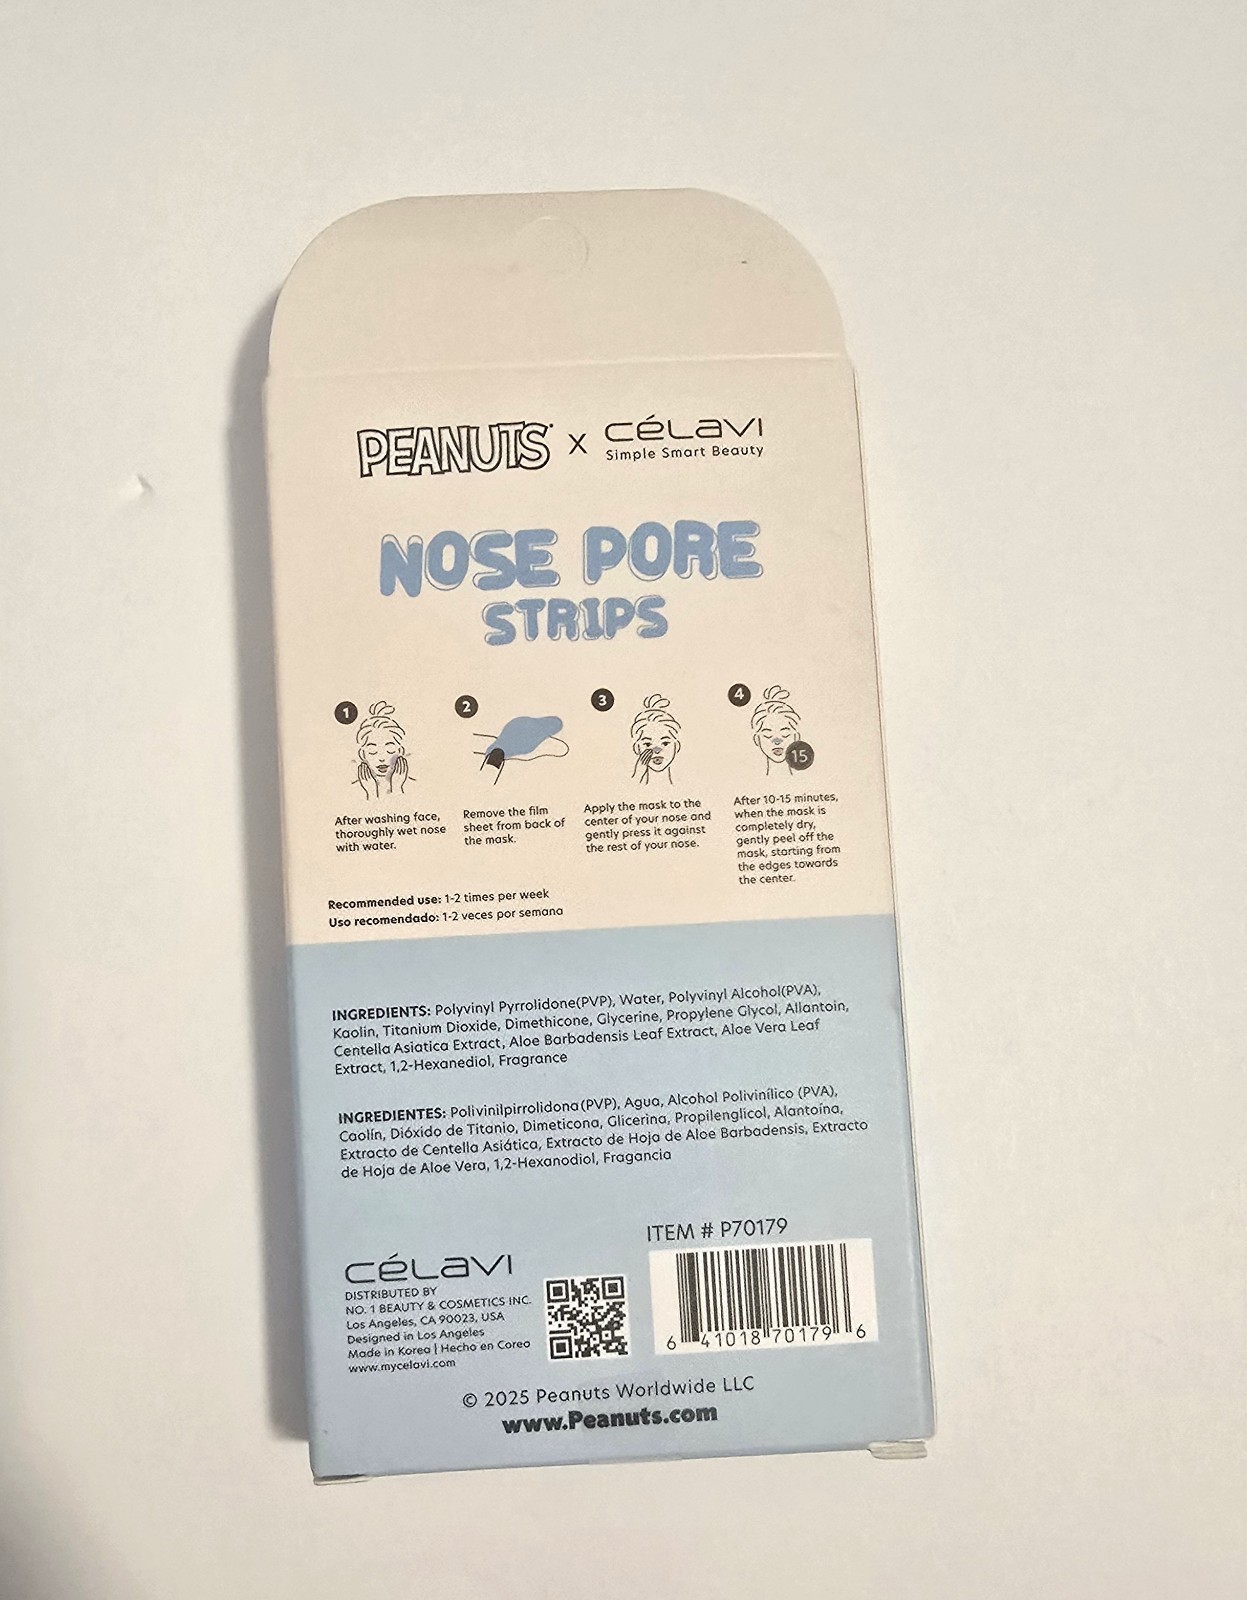 PEANUTS x CéLaVI
Simple Smart Beauty
NOSE PORE
STRIPS
1
After washing face,
thoroughly wet nose
with water.
2
Remove the film
sheet from back of
the mask.
3
Apply the mask to the
center of your nose and
gently press it against
the rest of your nose.
4
15
After 10-15 minutes,
when the mask is
completely dry,
gently peel off the
mask, starting from
the edges towards
the center.
Recommended use: 1-2 times per week
Uso recomendado: 1-2 veces por semana
INGREDIENTS: Polyvinyl Pyrrolidone(PVP), Water, Polyvinyl Alcohol(PVA),
Kaolin, Titanium Dioxide, Dimethicone, Glycerine, Propylene Glycol, Allantoin,
Centella Asiatica Extract, Aloe Barbadensis Leaf Extract, Aloe Vera Leaf
Extract, 1,2-Hexanediol, Fragrance
INGREDIENTES: Polivinilpirrolidona(PVP), Agua, Alcohol Polivinílico (PVA),
Caolín, Dióxido de Titanio, Dimeticona, Glicerina, Propilenglicol, Alantoína,
Extracto de Centella Asiática, Extracto de Hoja de Aloe Barbadensis, Extracto
de Hoja de Aloe Vera, 1,2-Hexanodiol, Fragancia
ITEM # P70179
6 41018 70179 6
CéLaVI
DISTRIBUTED BY
NO. 1 BEAUTY & COSMETICS INC.
Los Angeles, CA 90023, USA
Designed in Los Angeles
Made in Korea | Hecho en Corea
www.mycelavi.com
© 2025 Peanuts Worldwide LLC
www.Peanuts.com